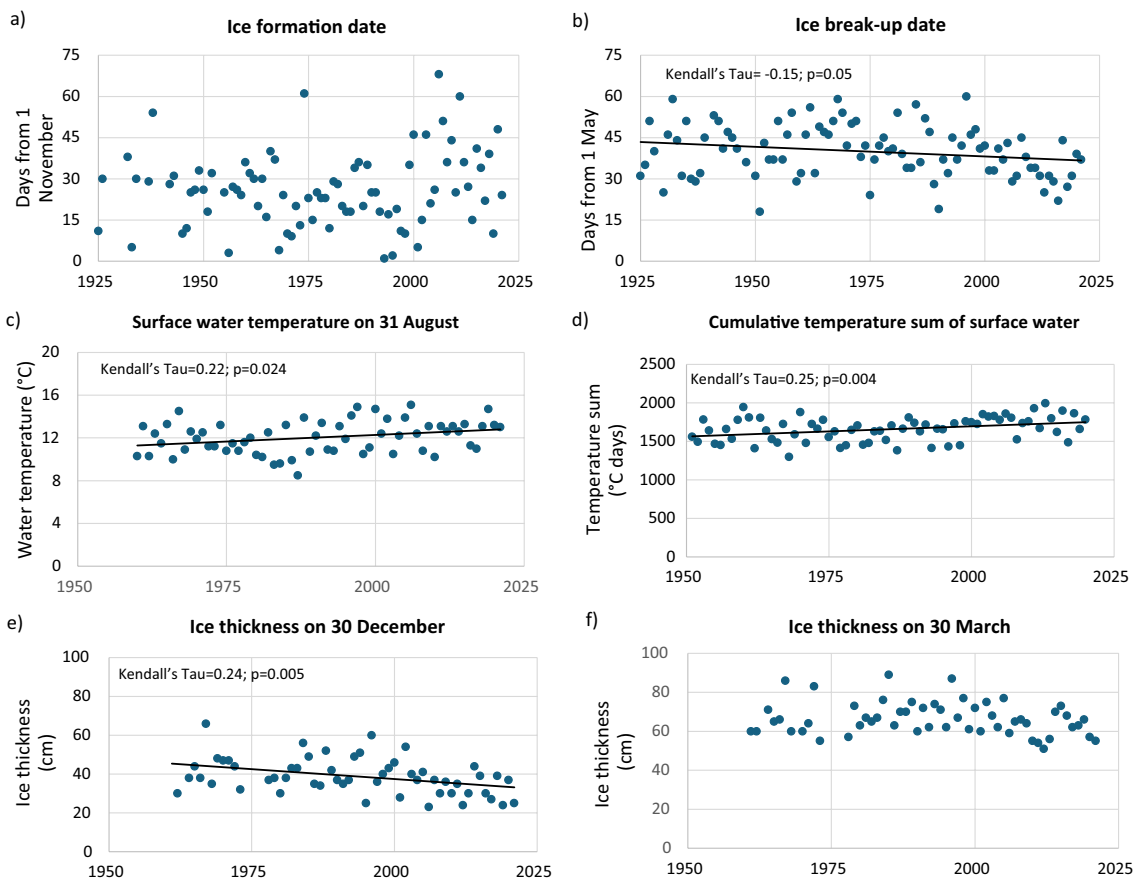 a)
Ice formation date
Days from 1
November
75
60
45
30
15
0
1925
1950
1975
2000
2025
b)
Ice break-up date
Kendall's Tau= -0.15; p=0.05
Days from 1 May
75
60
45
30
15
0
1925
1950
1975
2000
2025
c)
Surface water temperature on 31 August
Kendall's Tau=0.22; p=0.024
Water temperature (°C)
20
16
12
8
4
0
1950
1975
2000
2025
d)
Cumulative temperature sum of surface water
Kendall's Tau=0.25; p=0.004
Temperature sum
(°C days)
2500
2000
1500
1000
500
0
1950
1975
2000
2025
e)
Ice thickness on 30 December
Kendall's Tau=0.24; p=0.005
Ice thickness
(cm)
100
80
60
40
20
0
1950
1975
2000
2025
f)
Ice thickness on 30 March
Ice thickness
(cm)
100
80
60
40
20
0
1950
1975
2000
2025